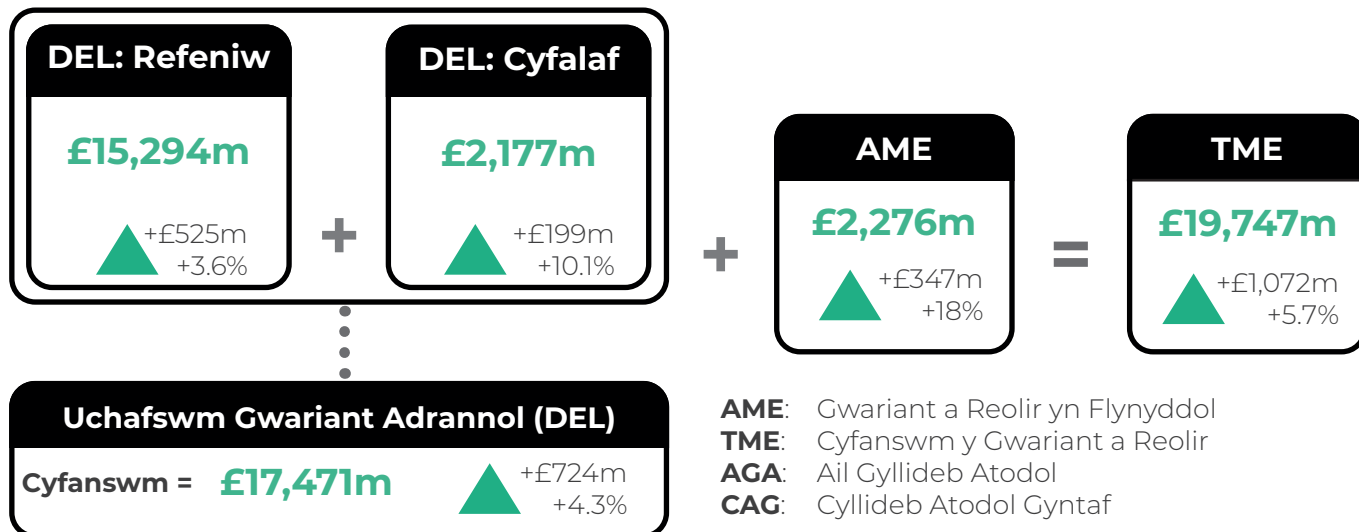 DEL: Refeniw
£15,294m
+£525m
+3.6%
+
DEL: Cyfalaf
£2,177m
+£199m
+10.1%
+
AME
£2,276m
+£347m
+18%
=
TME
£19,747m
+£1,072m
+5.7%
Uchafswm Gwariant Adrannol (DEL)
Cyfanswm = £17,471m
+£724m
+4.3%
AME: Gwariant a Reolir yn Flynyddol
TME: Cyfanswm y Gwariant a Reolir
AGA: Ail Gyllideb Atodol
CAG: Cyllideb Atodol Gyntaf